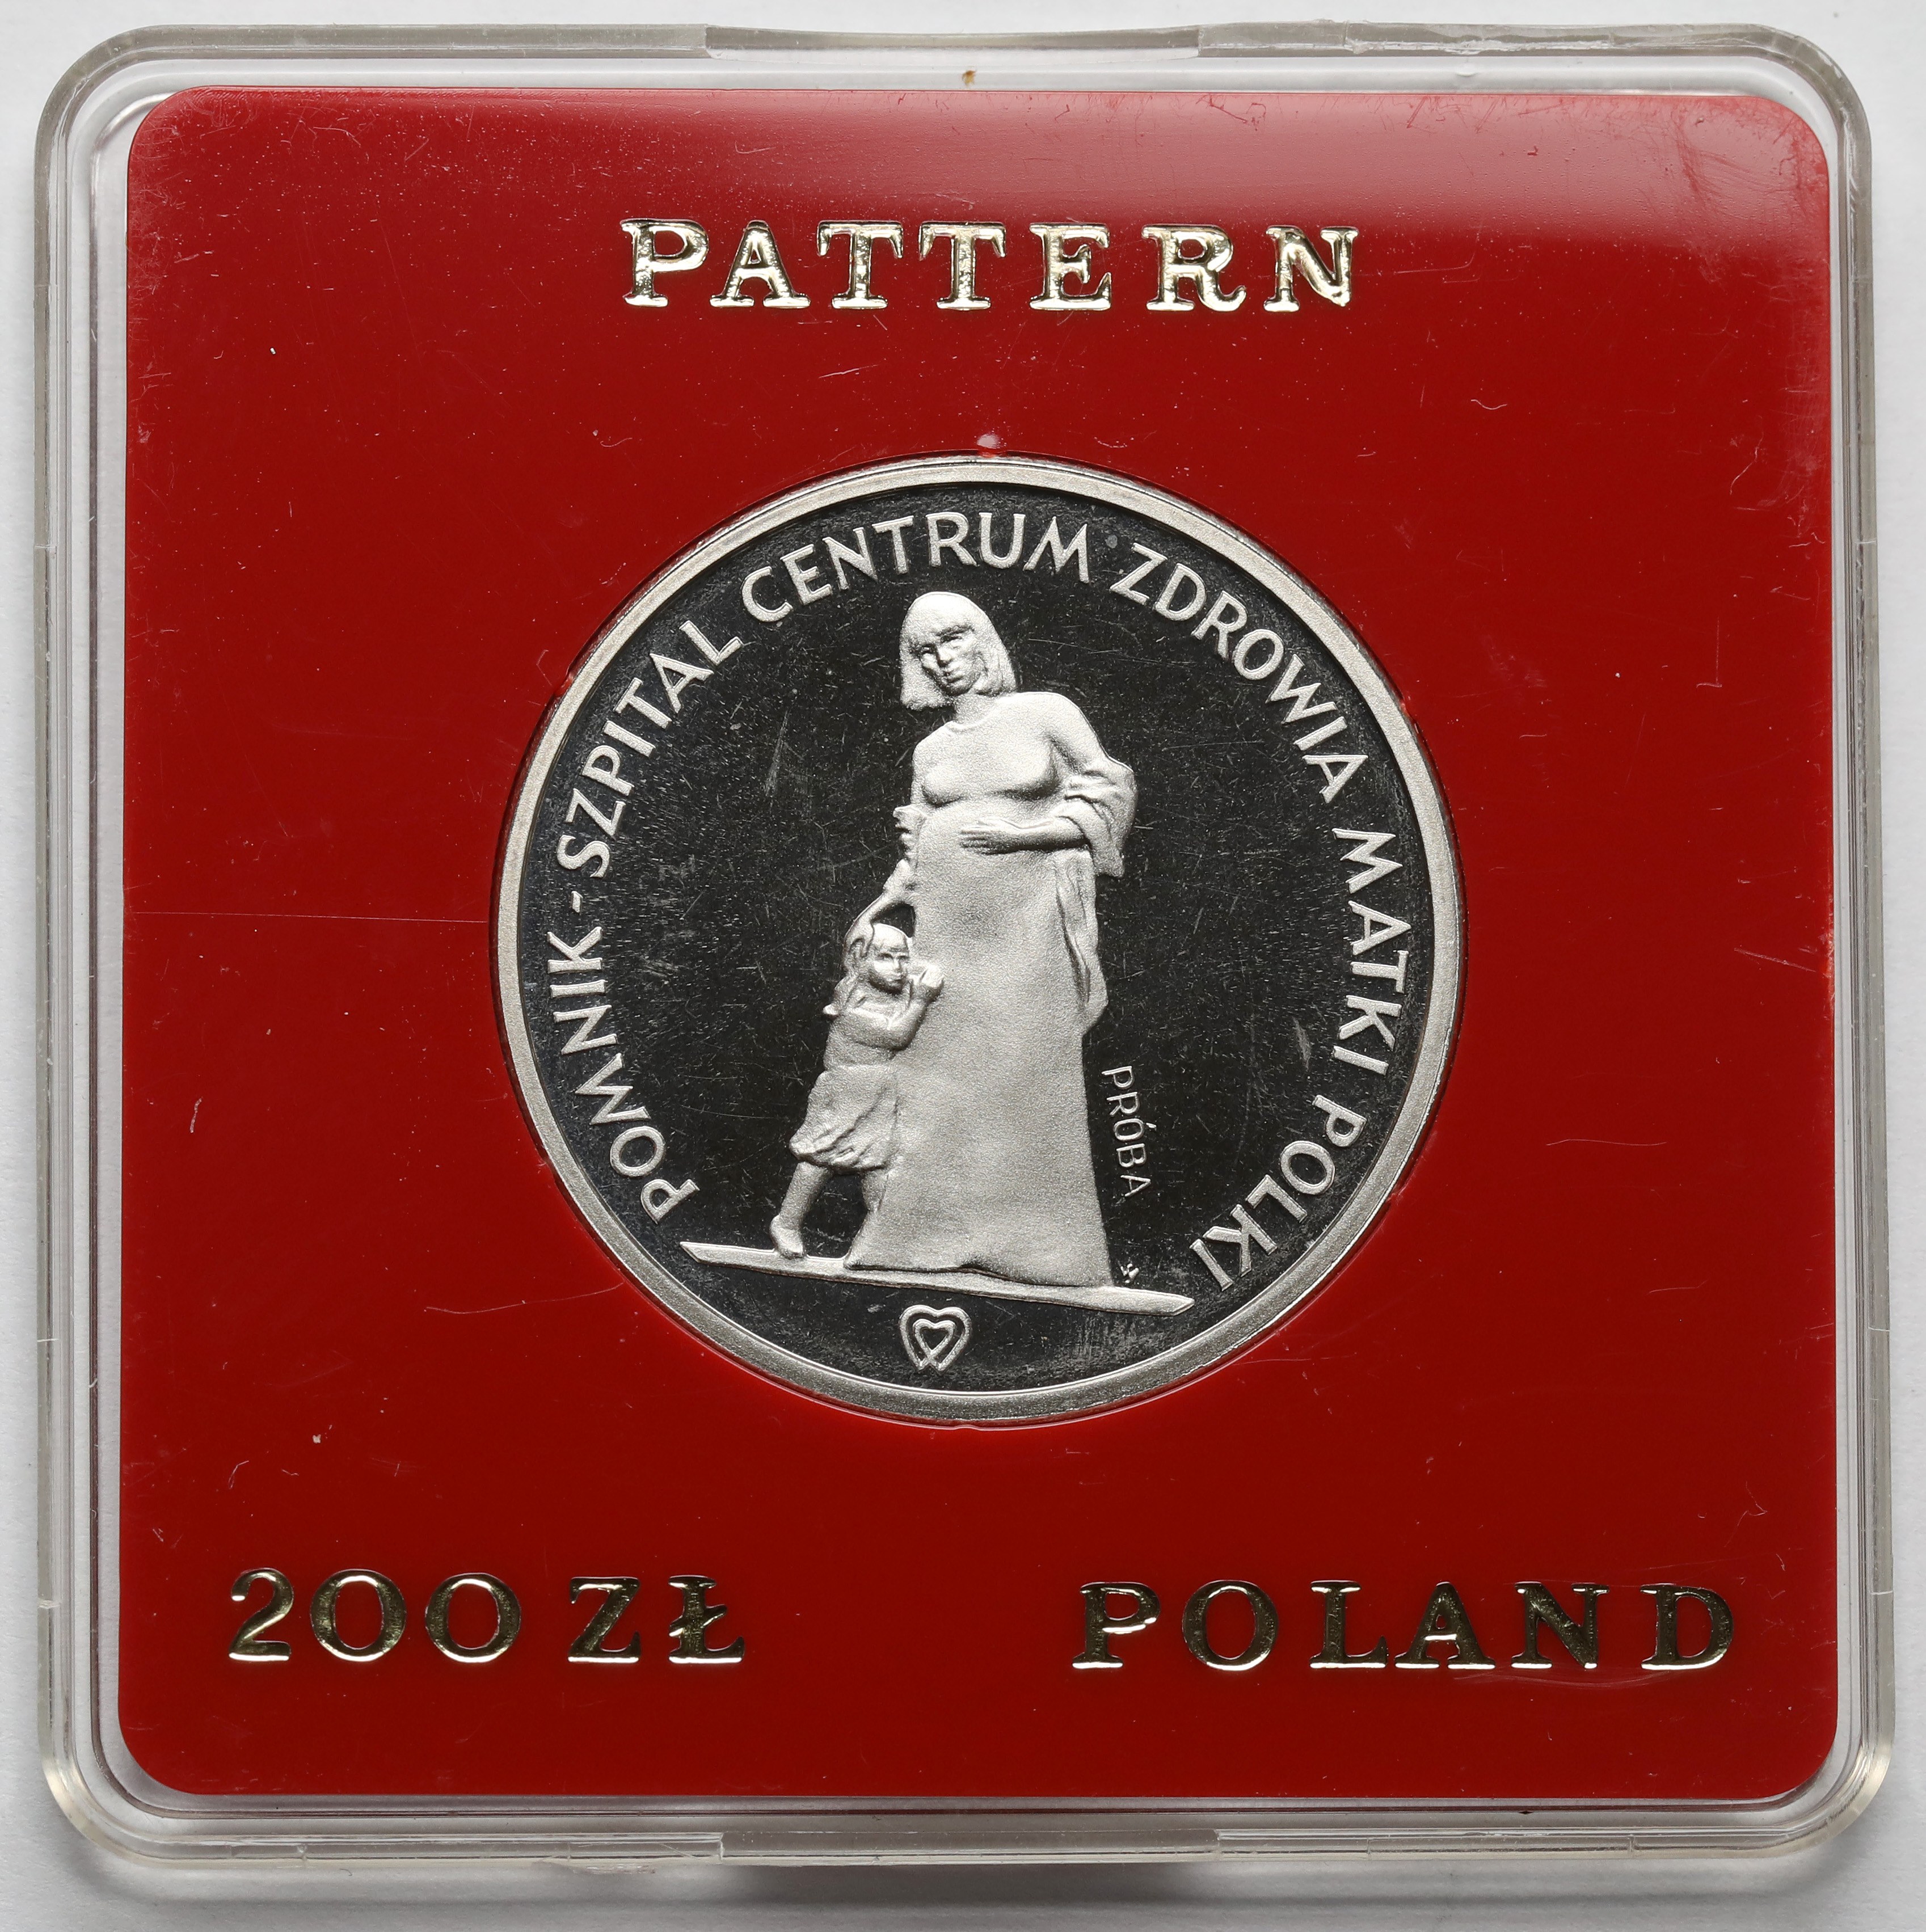 PATTERN
POMNIK-SZPITAL CENTRUM ZDROWIA MATKI POLKI
PRÓBA
200 ZŁ POLAND